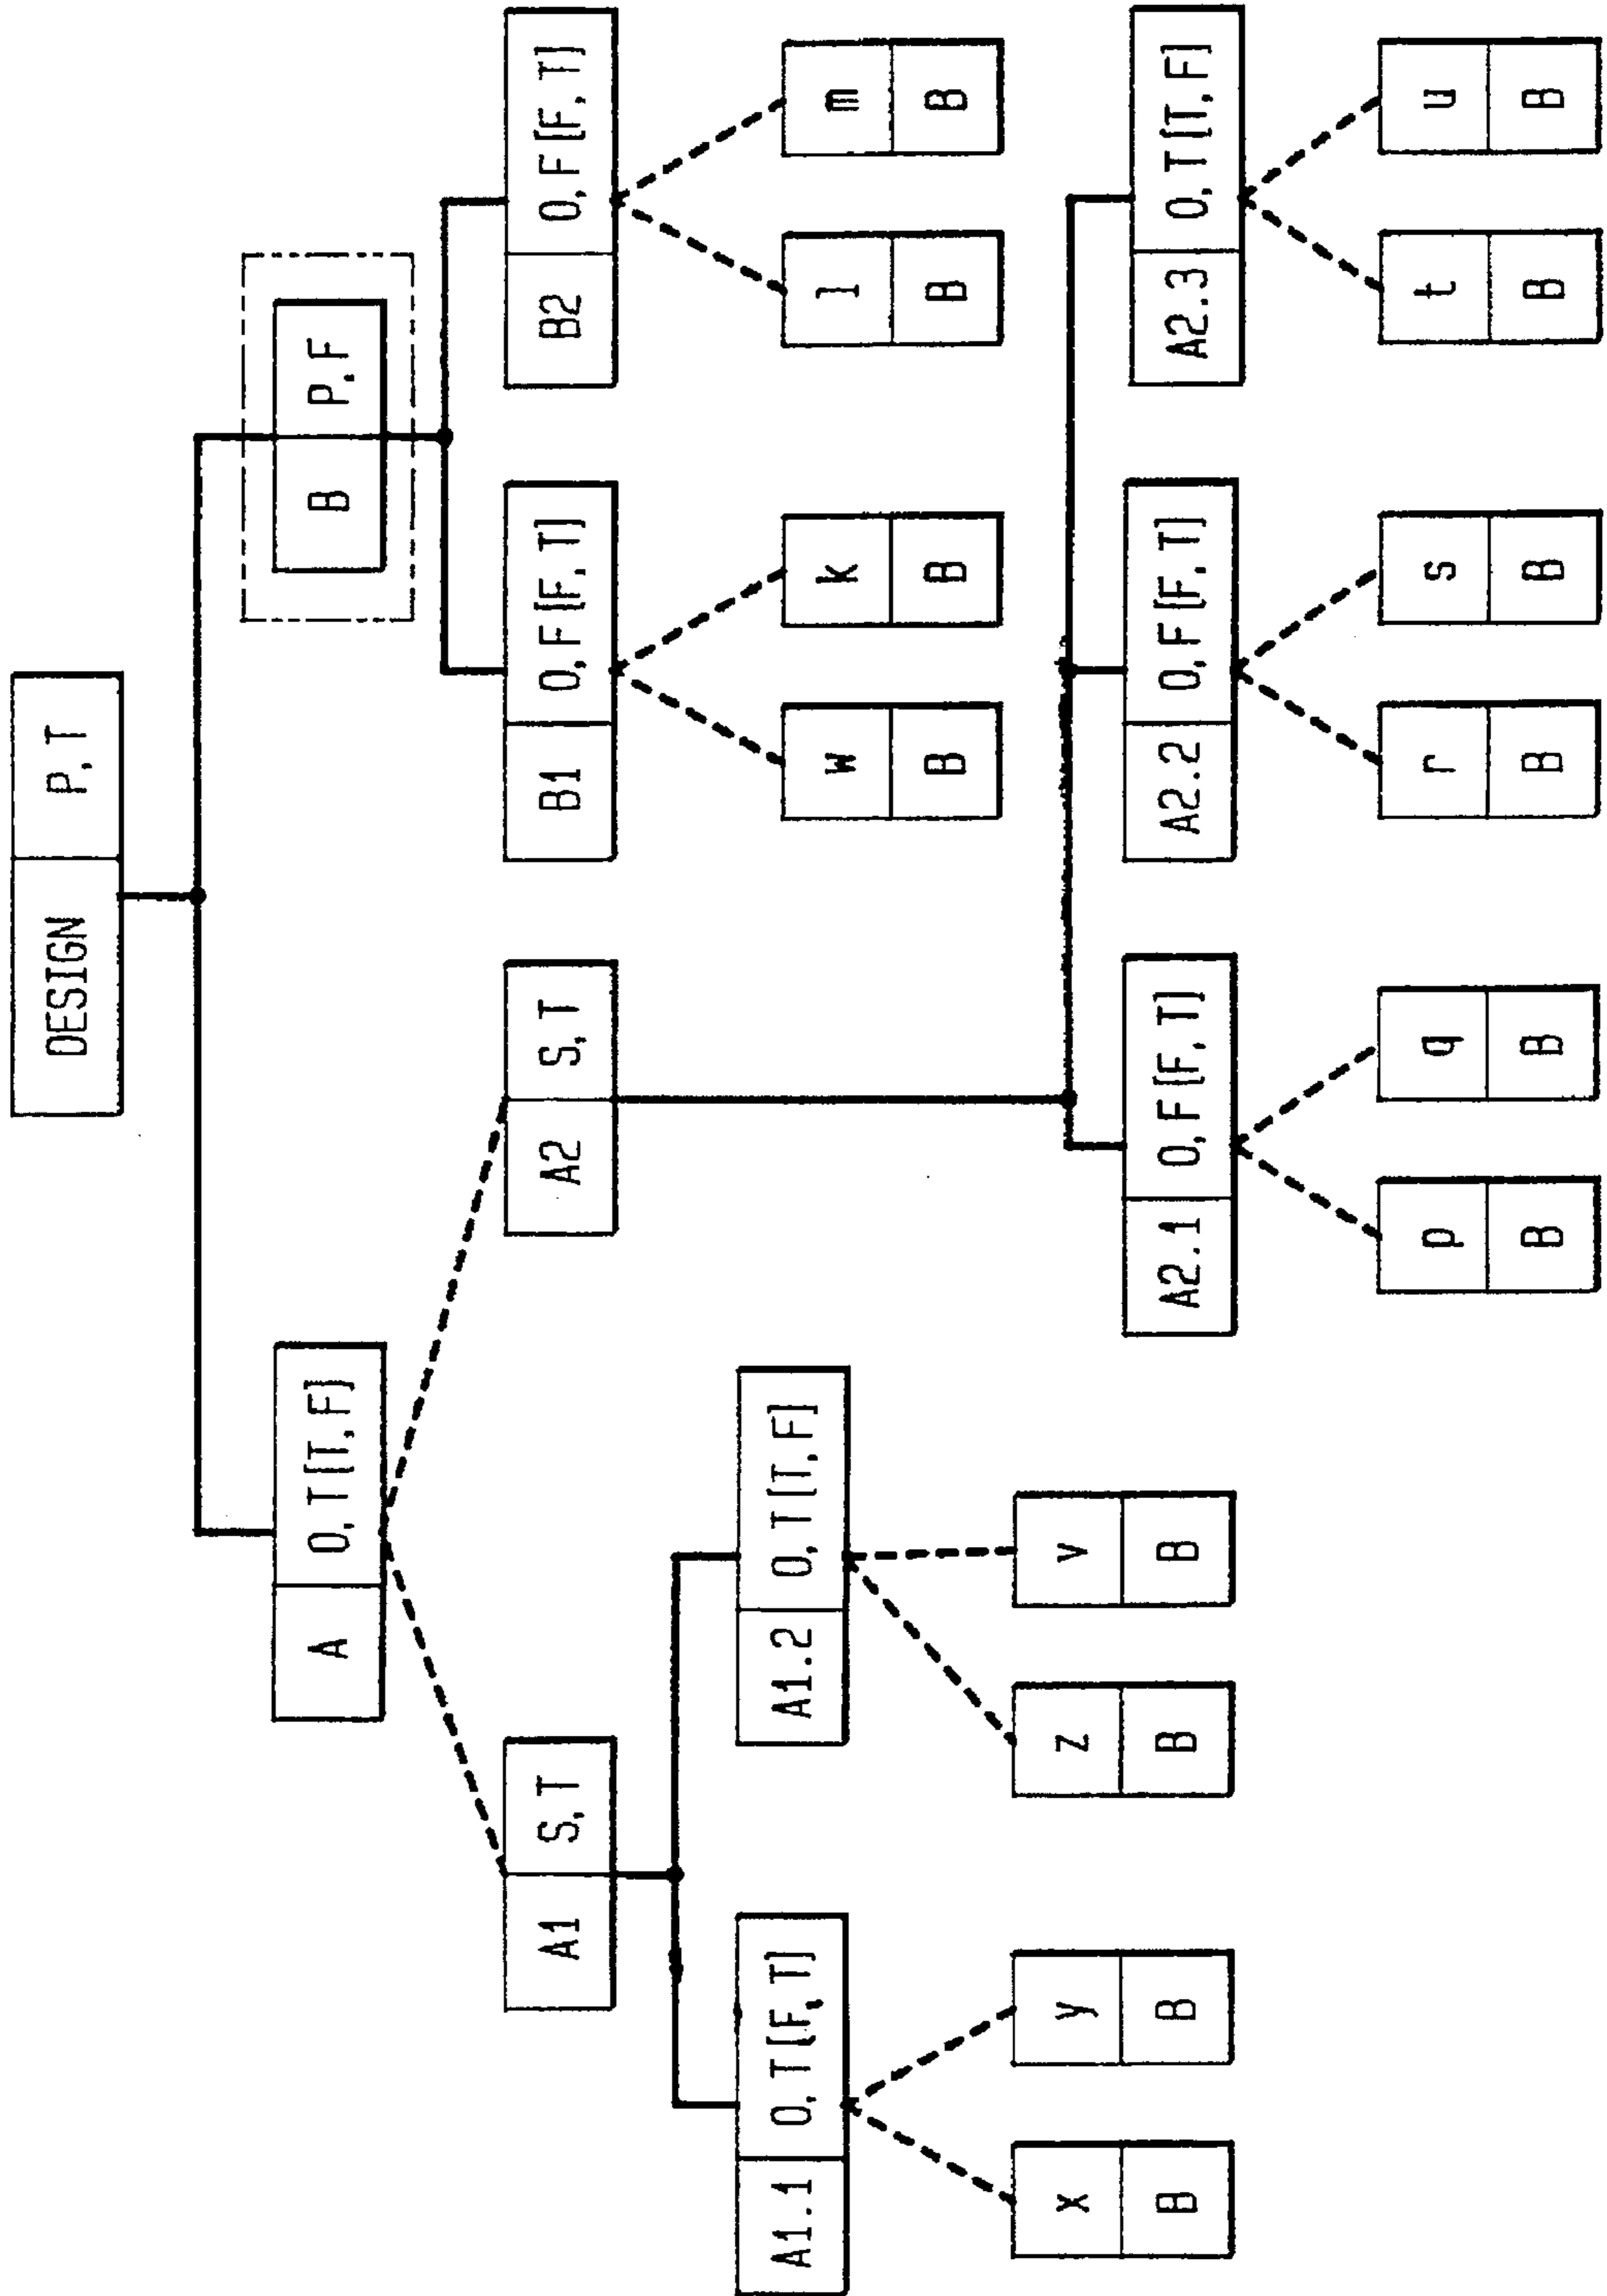 DESIGN P, T
A O, T [T, F]
B P, F
A1 S, T
A2 S, T
B1 O, F [F, T]
B2 O, F [F, T]
A1.1 O, T [F, T]
A1.2 O, T [T, F]
w
B
k
B
l
B
m
B
x
B
y
B
z
B
v
B
A2.1 O, F [F, T]
A2.2 O, F [F, T]
A2.3 O, T [T, F]
p
B
q
B
r
B
s
B
t
B
u
B